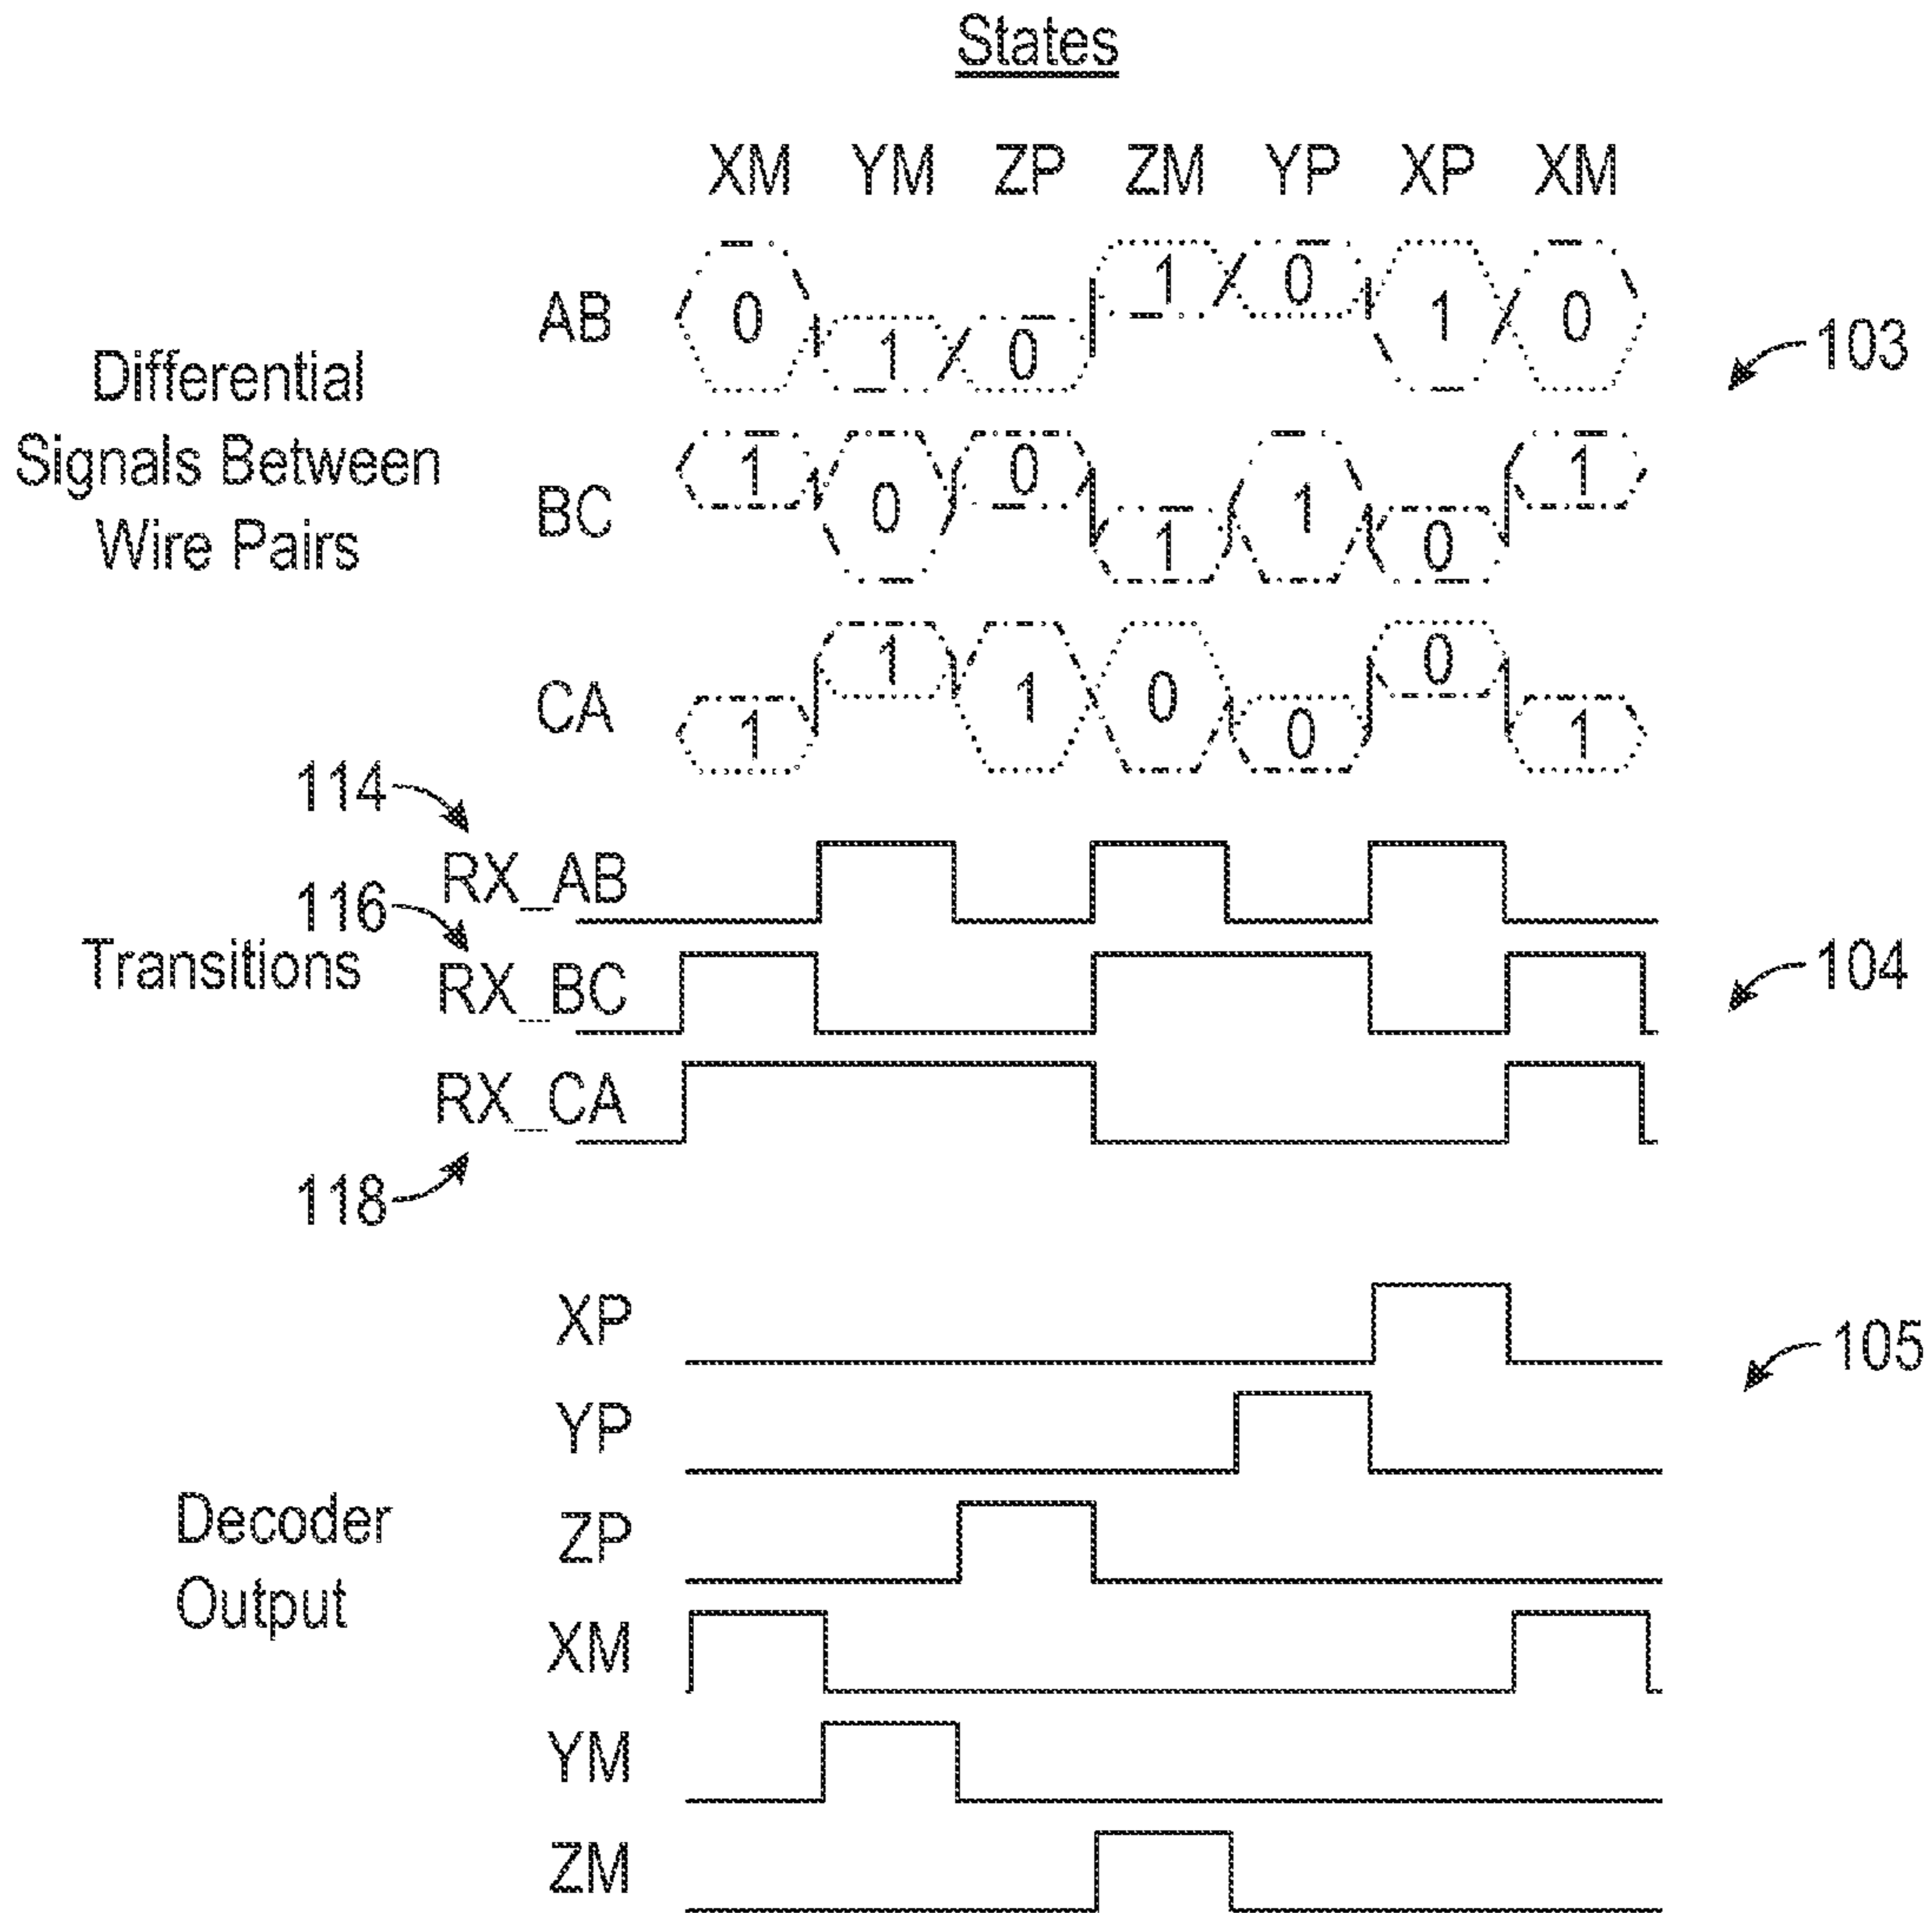 States
XM YM ZP ZM YP XP XM
AB 0 1 0 1 0 1 0
103
Differential
Signals Between
Wire Pairs
BC 1 0 0 1 1 0 1
CA 1 1 1 0 0 0 1
114
RX_AB
116
Transitions
RX_BC
104
RX_CA
118
XP
105
YP
Decoder
Output
ZP
XM
YM
ZM